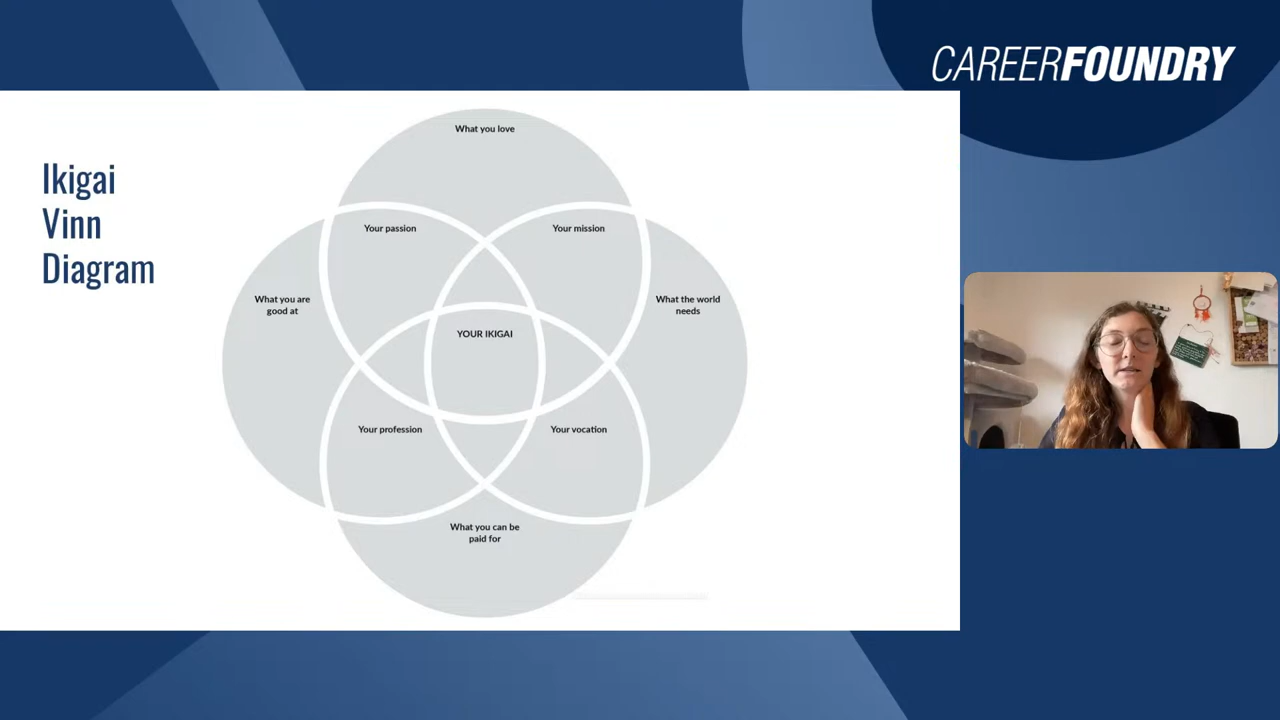 CAREERFOUNDRY
Ikigai
Vinn
Diagram
What you love
Your passion
Your mission
What you are
good at
What the world
needs
YOUR IKIGAI
Your profession
Your vocation
What you can be
paid for